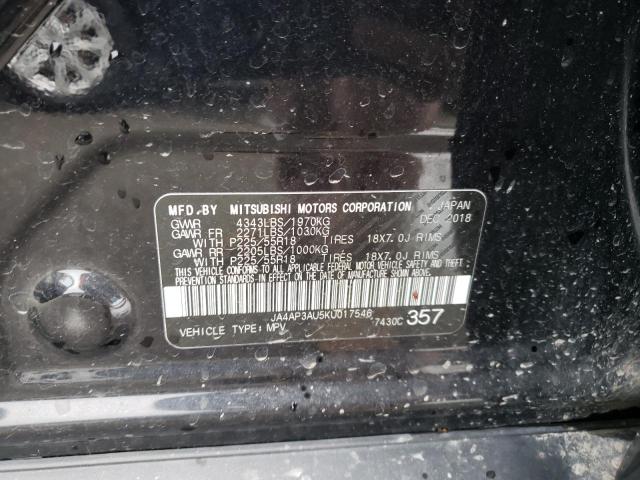 MFD.BY MITSUBISHI MOTORS CORPORATION JAPAN
GVWR 4343LBS/1970KG DEC 2018
GAWR FR 2271LBS/1030KG
WITH P225/55R18 TIRES 18X7.0J RIMS
GAWR RR 2205LBS/1000KG
WITH P225/55R18 TIRES 18X7.0J RIMS
THIS VEHICLE CONFORMS TO ALL APPLICABLE FEDERAL MOTOR VEHICLE SAFETY AND THEFT
PREVENTION STANDARDS IN EFFECT ON THE DATE OF MANUFACTURE SHOWN ABOVE.
JA4AP3AU5KU017546
VEHICLE TYPE: MPV 7430C 357